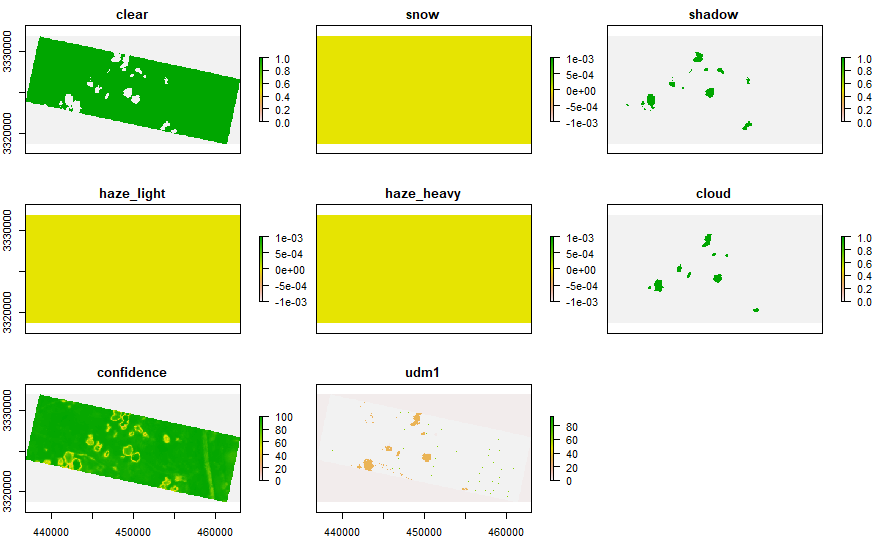 clear
snow
shadow
3330000
3320000
1.0
0.8
0.6
0.4
0.2
0.0
1e-03
5e-04
0e+00
-5e-04
-1e-03
1.0
0.8
0.6
0.4
0.2
0.0
haze_light
haze_heavy
cloud
3330000
3320000
1e-03
5e-04
0e+00
-5e-04
-1e-03
1e-03
5e-04
0e+00
-5e-04
-1e-03
1.0
0.8
0.6
0.4
0.2
0.0
confidence
udm1
3330000
3320000
100
80
60
40
20
0
80
60
40
20
0
440000
450000
460000
440000
450000
460000